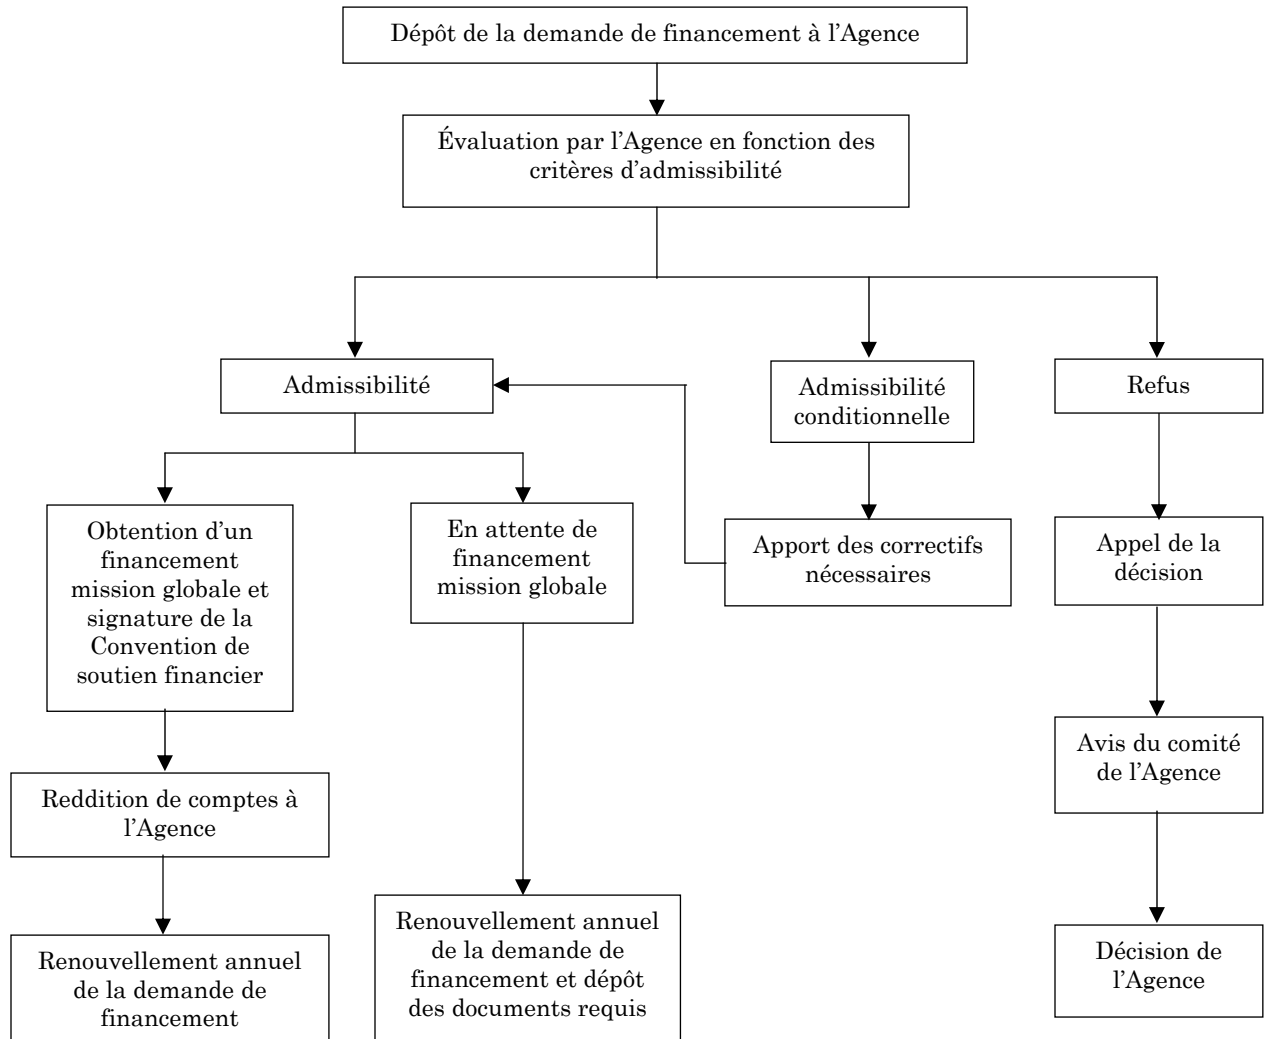 Dépôt de la demande de financement à l’Agence
Évaluation par l’Agence en fonction des
critères d’admissibilité
Admissibilité
Admissibilité
conditionnelle
Refus
Obtention d’un
financement
mission globale et
signature de la
Convention de
soutien financier
En attente de
financement
mission globale
Apport des correctifs
nécessaires
Appel de la
décision
Avis du comité
de l’Agence
Reddition de comptes à
l’Agence
Renouvellement annuel
de la demande de
financement
Renouvellement annuel
de la demande de
financement et dépôt
des documents requis
Décision de
l’Agence